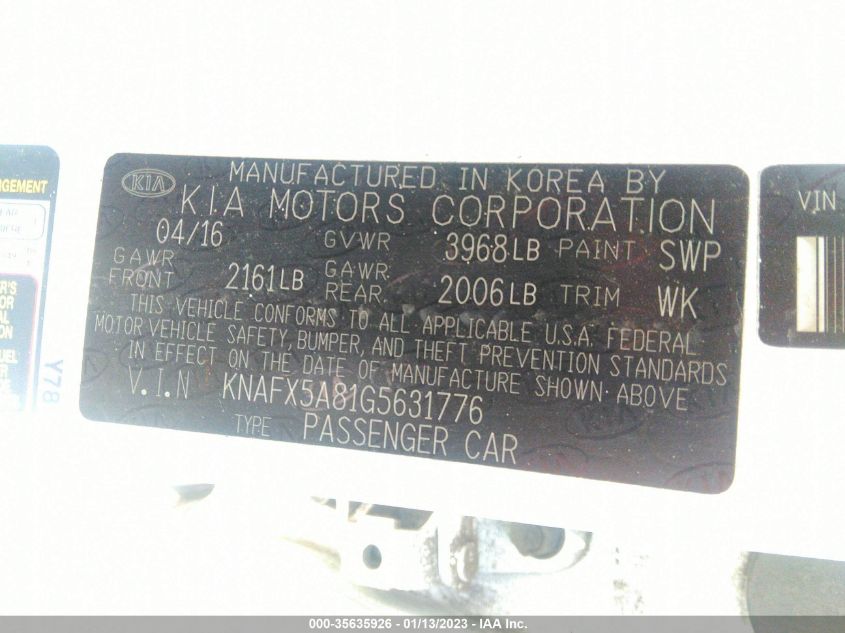 KIA
MANUFACTURED IN KOREA BY
KIA MOTORS CORPORATION
04/16 GVWR 3968LB PAINT SWP
GAWR FRONT 2161LB GAWR REAR 2006LB TRIM WK
THIS VEHICLE CONFORMS TO ALL APPLICABLE U.S.A. FEDERAL
MOTOR VEHICLE SAFETY, BUMPER, AND THEFT PREVENTION STANDARDS
IN EFFECT ON THE DATE OF MANUFACTURE SHOWN ABOVE
V.I.N KNAFX5A81G5631776
TYPE PASSENGER CAR
NGEMENT
Y78
VIN
000-35635926 - 01/13/2023 - IAA Inc.